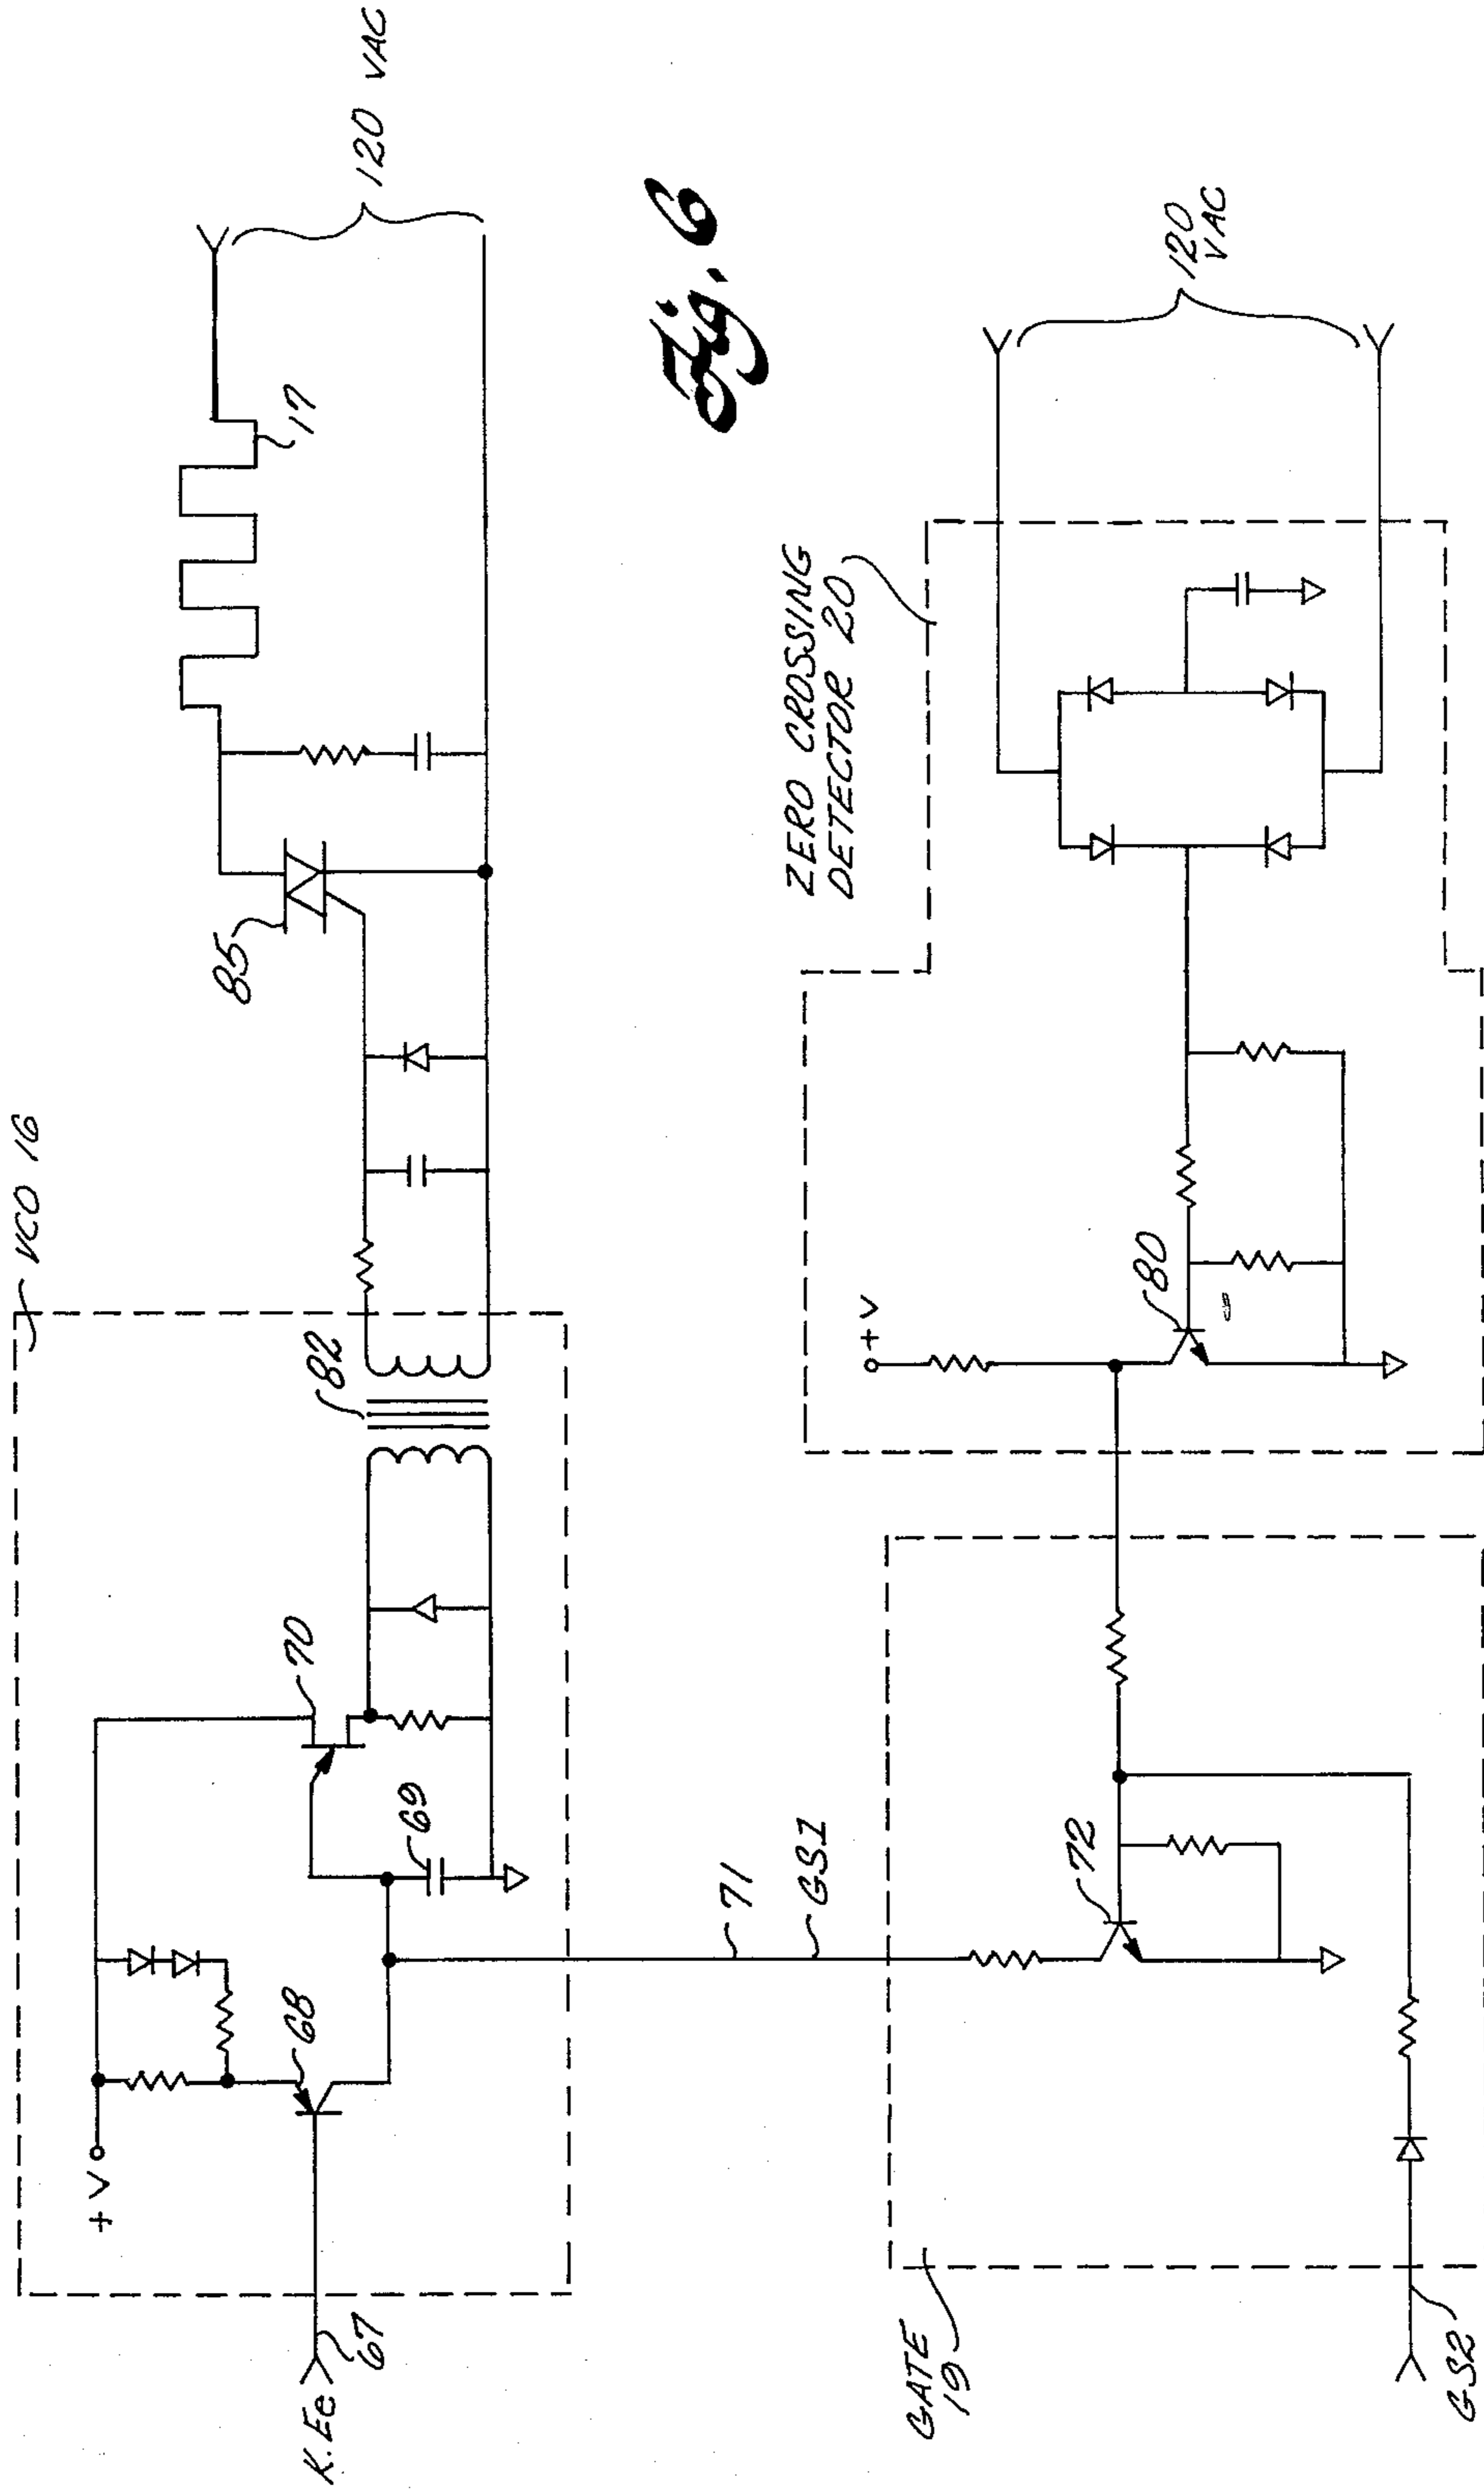 VCO 16
+V
K.Ee
67
68
69
70
82
85
17
120 VAC
71
GS1
Fig. 6
GATE
19
72
GS2
ZERO CROSSING
DETECTOR 20
+V
80
120
VAC